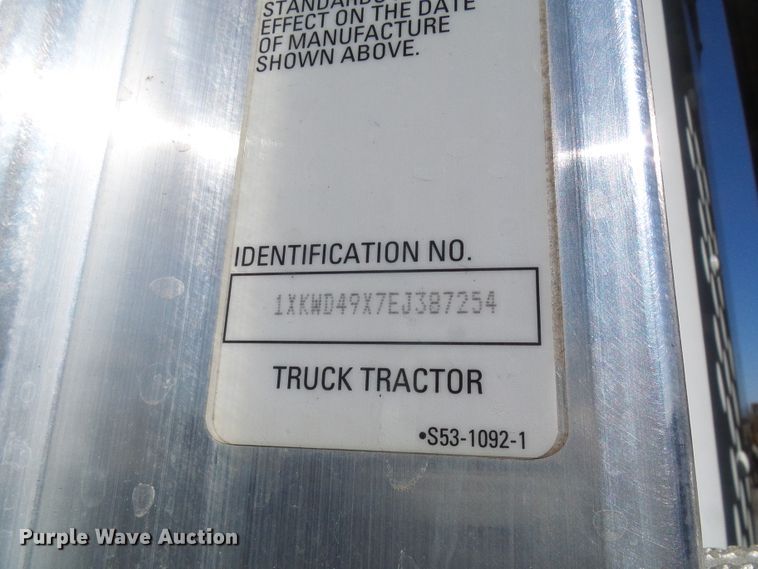 STANDARDS
EFFECT ON THE DATE
OF MANUFACTURE
SHOWN ABOVE.
IDENTIFICATION NO.
1XKWD49X7EJ387254
TRUCK TRACTOR
•S53-1092-1
Purple Wave Auction